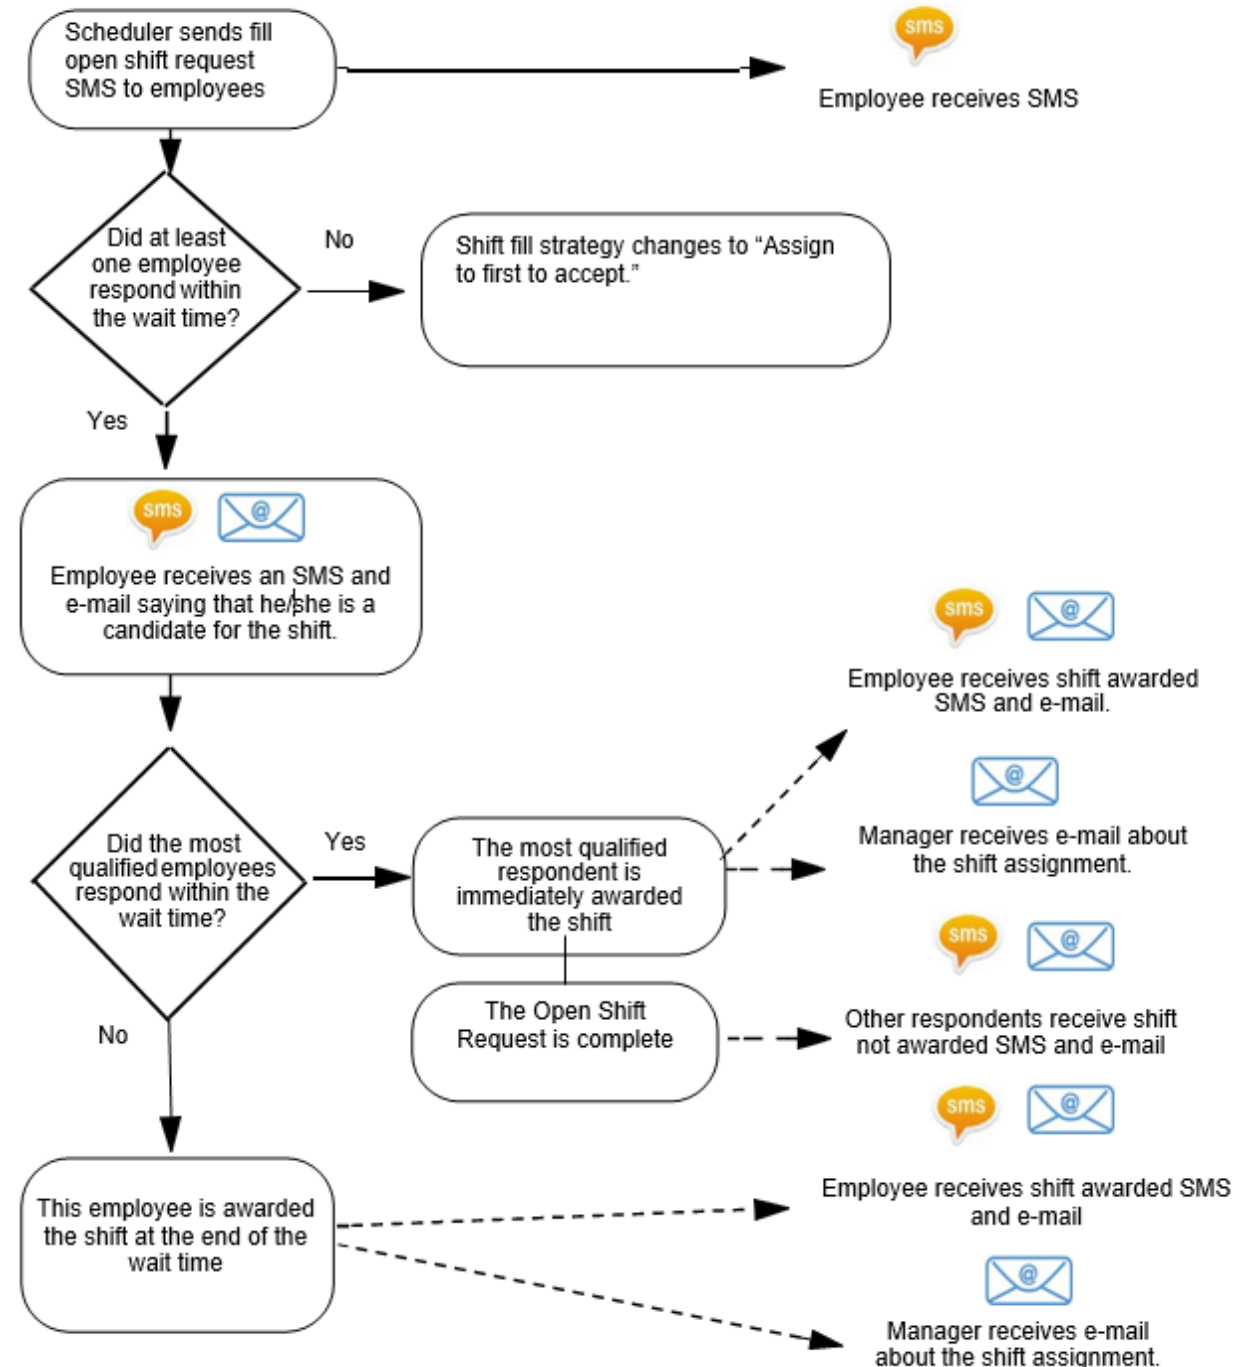 Scheduler sends fill
open shift request
SMS to employees
sms
Employee receives SMS
Did at least
one employee
respond within
the wait time?
No
Shift fill strategy changes to “Assign
to first to accept.”
Yes
sms
@
Employee receives an SMS and
e-mail saying that he/she is a
candidate for the shift.
sms
@
Employee receives shift awarded
SMS and e-mail.
@
Manager receives e-mail about
the shift assignment.
Did the most
qualified employees
respond within the
wait time?
Yes
The most qualified
respondent is
immediately awarded
the shift
sms
@
Other respondents receive shift
not awarded SMS and e-mail
The Open Shift
Request is complete
No
sms
@
Employee receives shift awarded SMS
and e-mail
This employee is awarded
the shift at the end of the
wait time
@
Manager receives e-mail
about the shift assignment.